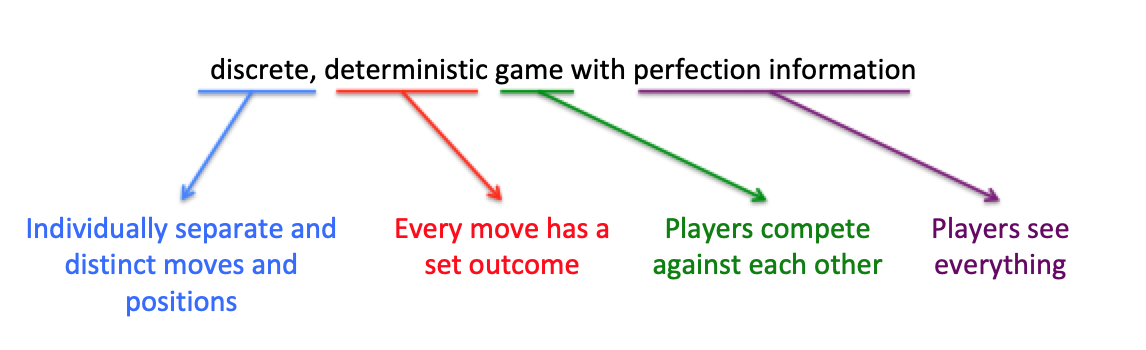 discrete, deterministic game with perfection information
Individually separate and
distinct moves and
positions
Every move has a
set outcome
Players compete
against each other
Players see
everything